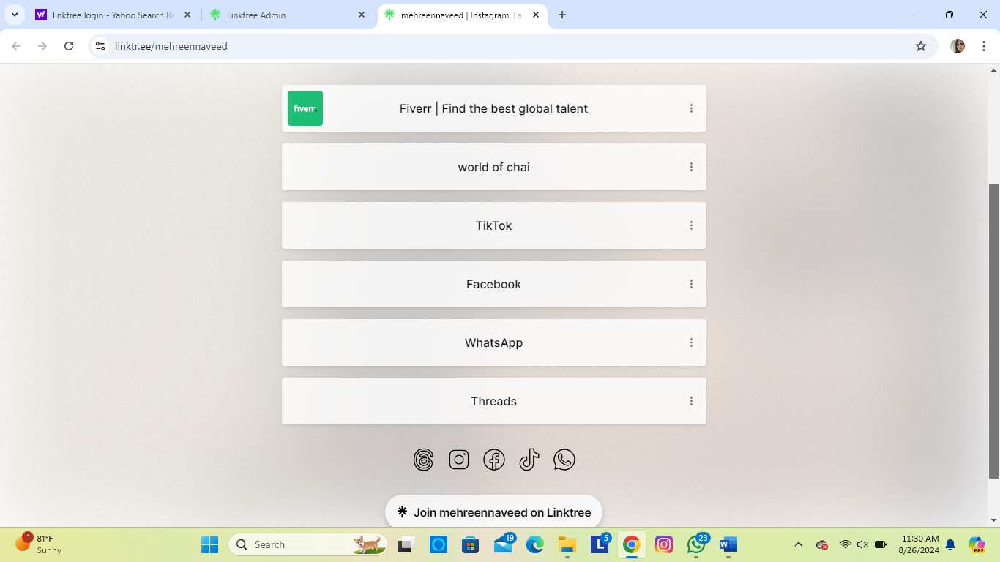 linktree login - Yahoo Search Re
Linktree Admin
mehreennaveed | Instagram, Fa
linktr.ee/mehreennaveed
fiverr.
Fiverr | Find the best global talent
world of chai
TikTok
Facebook
WhatsApp
Threads
Join mehreennaveed on Linktree
1
81°F
Sunny
Search
19
5
23
PRE
11:30 AM
8/26/2024